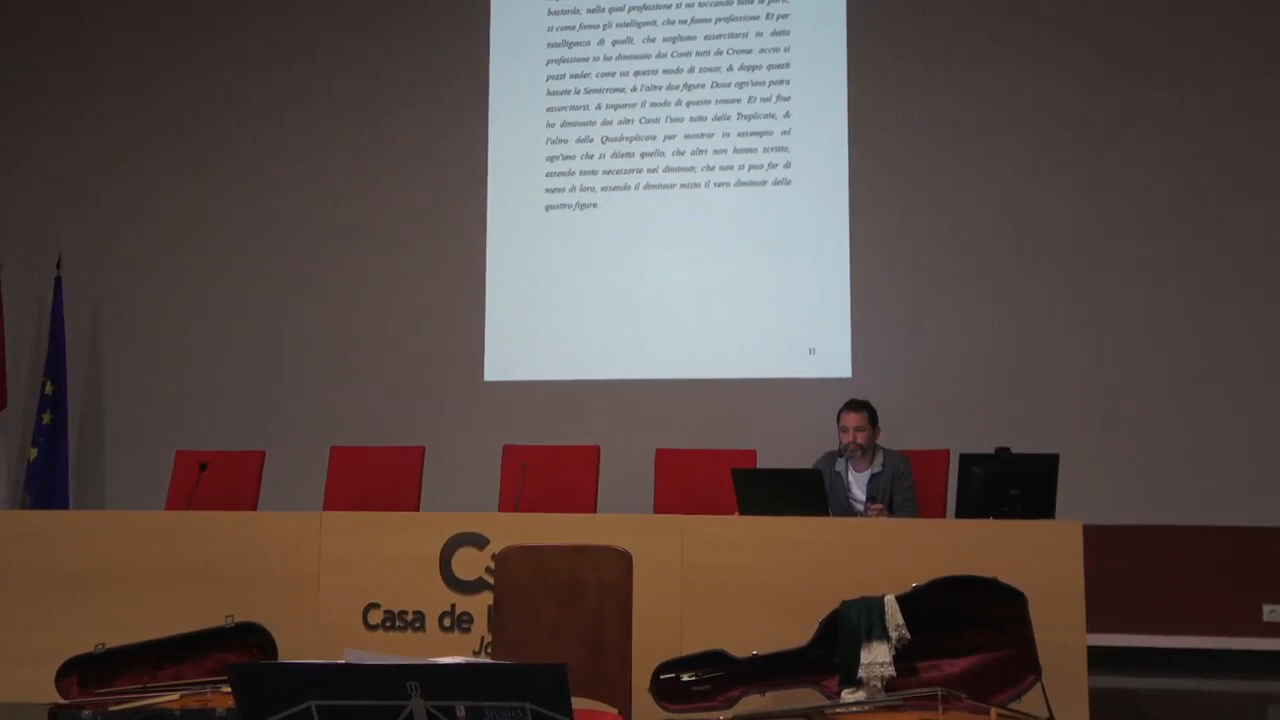 bastarda; nella qual professione si va toccando tutte le parti,
si come fanno gli intelligenti, che ne fanno professione. Et per
intelligenza di quelli, che vogliono essercitarsi in detta
professione io ho diminuito doi Canti tutti de Crome accio si
possi veder, come va questo modo di sonar, & doppo questi
hauete le Semicrome, & l'altre due figure. Doue ogn'uno potra
essercitarsi, & imparar il modo di questo sonare. Et nel fine
ho diminuito doi altri Canti l'uno tutto delle Treplicate, &
l'altro delle Quadruplicate per mostrar in essempio ad
ogn'uno che si diletta quello, che altri non hanno scritto,
essendo tanto necessarie nel diminuir, che non si puo far di
meno di loro, essendo il diminuir misto il vero diminuir delle
quattro figure.
11
Casa de
Jo